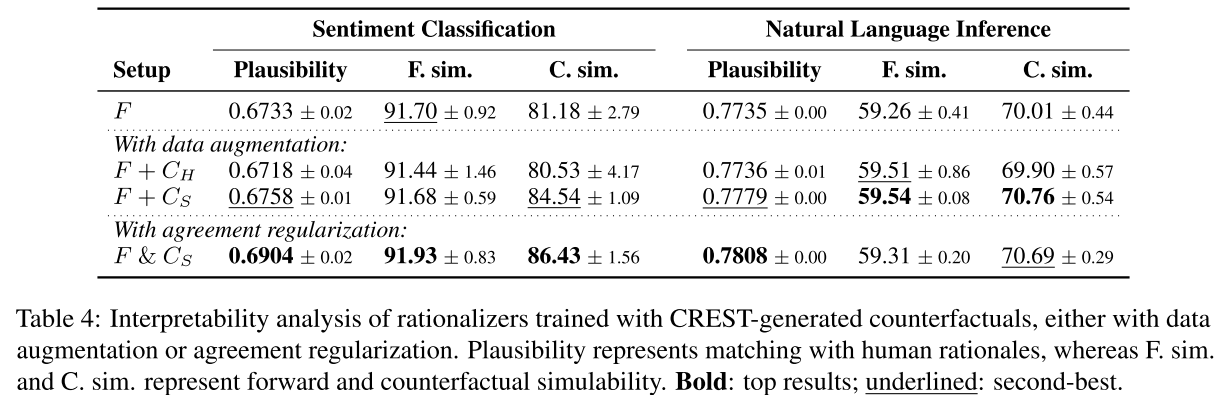 Sentiment Classification Natural Language Inference
Setup Plausibility F. sim. C. sim. Plausibility F. sim. C. sim.
F 0.6733 ± 0.02 91.70 ± 0.92 81.18 ± 2.79 0.7735 ± 0.00 59.26 ± 0.41 70.01 ± 0.44
With data augmentation:
F + C_H 0.6718 ± 0.04 91.44 ± 1.46 80.53 ± 4.17 0.7736 ± 0.01 59.51 ± 0.86 69.90 ± 0.57
F + C_S 0.6758 ± 0.01 91.68 ± 0.59 84.54 ± 1.09 0.7779 ± 0.00 59.54 ± 0.08 70.76 ± 0.54
With agreement regularization:
F & C_S 0.6904 ± 0.02 91.93 ± 0.83 86.43 ± 1.56 0.7808 ± 0.00 59.31 ± 0.20 70.69 ± 0.29
Table 4: Interpretability analysis of rationalizers trained with CREST-generated counterfactuals, either with data
augmentation or agreement regularization. Plausibility represents matching with human rationales, whereas F. sim.
and C. sim. represent forward and counterfactual simulability. Bold: top results; underlined: second-best.